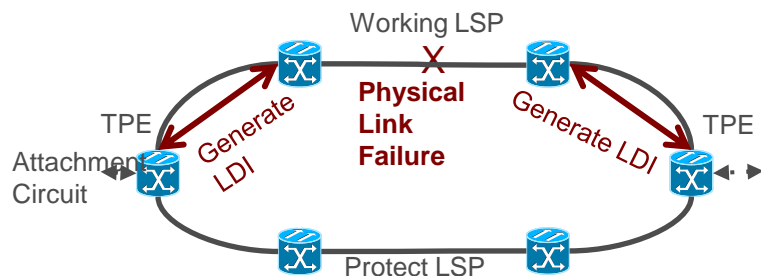 Working LSP
Physical
Link
Failure
Generate
LDI
Generate LDI
TPE
TPE
Attachment
Circuit
Protect LSP